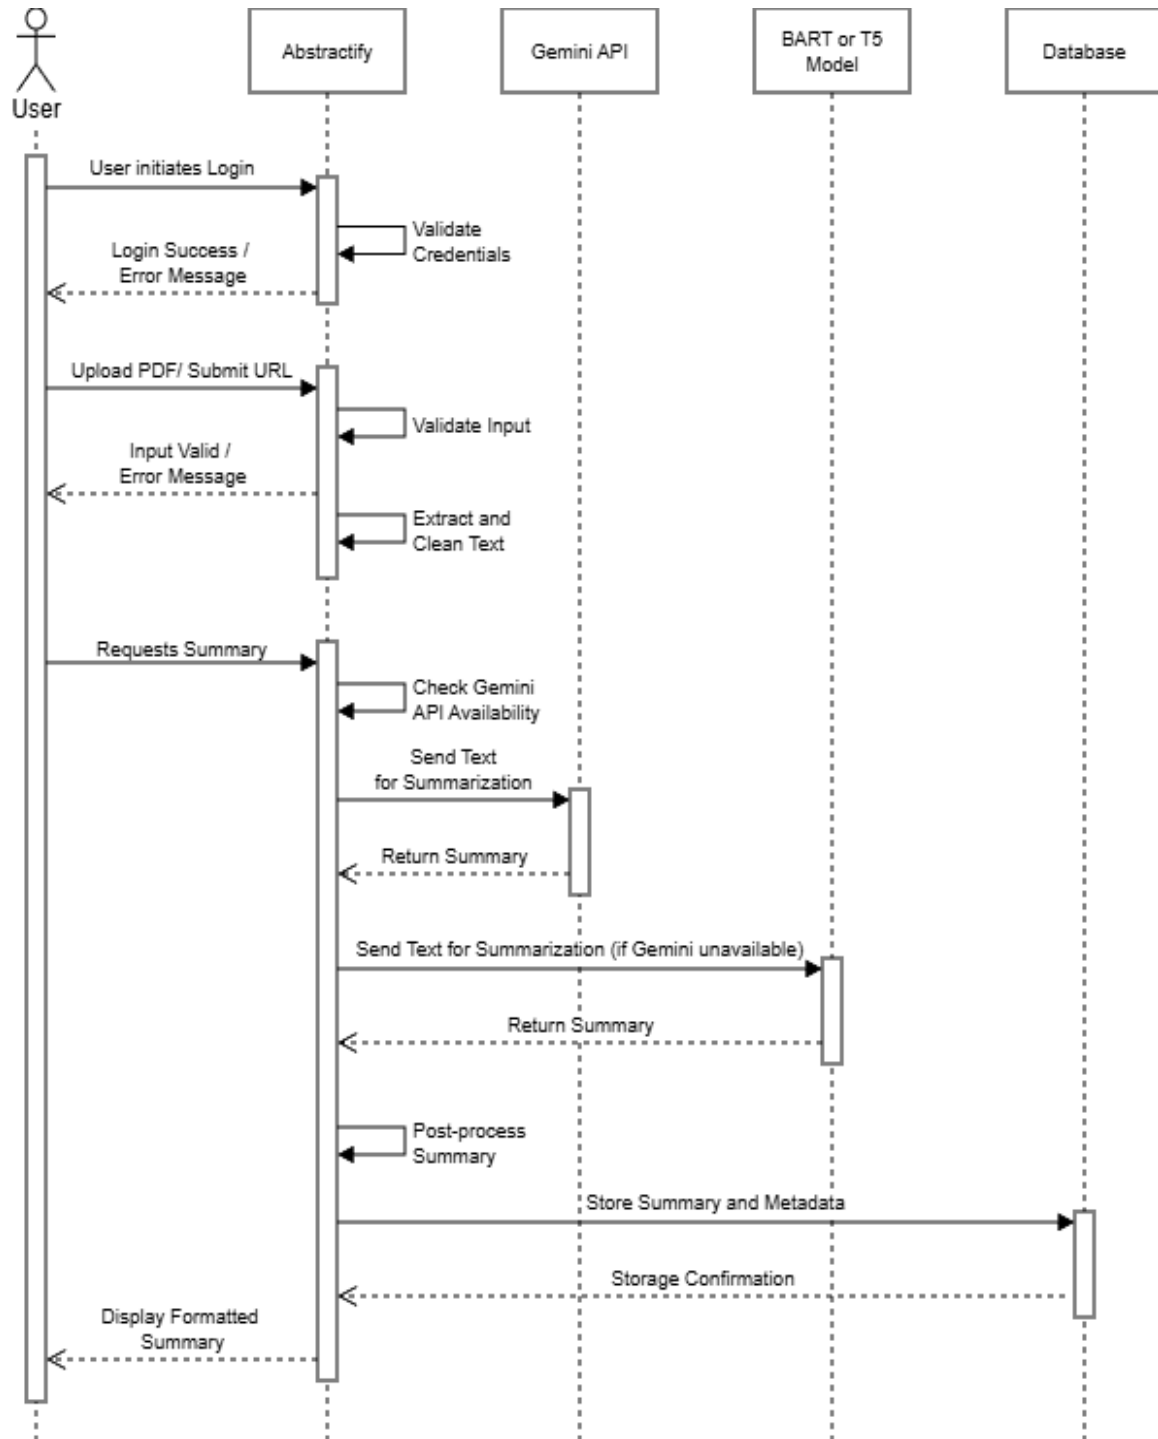 User
Abstractify
Gemini API
BART or T5
Model
Database
User initiates Login
Validate
Credentials
Login Success /
Error Message
Upload PDF/ Submit URL
Validate Input
Input Valid /
Error Message
Extract and
Clean Text
Requests Summary
Check Gemini
API Availability
Send Text
for Summarization
Return Summary
Send Text for Summarization (if Gemini unavailable)
Return Summary
Post-process
Summary
Store Summary and Metadata
Storage Confirmation
Display Formatted
Summary